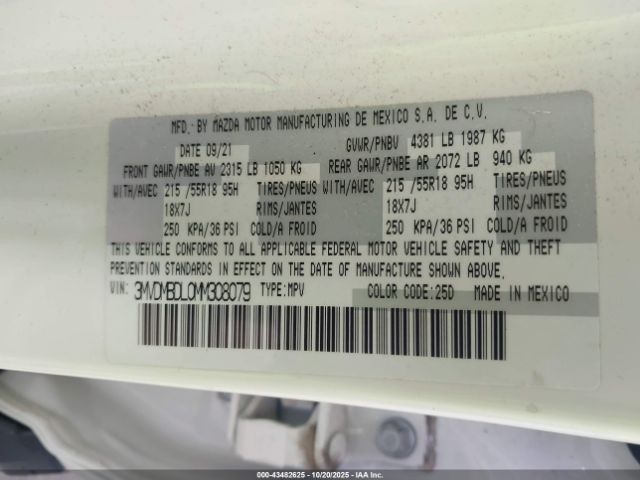 MFD. BY MAZDA MOTOR MANUFACTURING DE MEXICO S.A. DE C.V.
DATE 09/21 GVWR/PNBV 4381 LB 1987 KG
FRONT GAWR/PNBE AV 2315 LB 1050 KG REAR GAWR/PNBE AR 2072 LB 940 KG
WITH/AVEC 215 /55R18 95H TIRES/PNEUS WITH/AVEC 215 /55R18 95H TIRES/PNEUS
18X7J RIMS/JANTES 18X7J RIMS/JANTES
250 KPA/36 PSI COLD/A FROID 250 KPA/36 PSI COLD/A FROID
THIS VEHICLE CONFORMS TO ALL APPLICABLE FEDERAL MOTOR VEHICLE SAFETY AND THEFT
PREVENTION STANDARDS IN EFFECT ON THE DATE OF MANUFACTURE SHOWN ABOVE.
VIN: 3MVDMBDL0MM308079 TYPE:MPV COLOR CODE:25D MADE IN MEXICO
000-43482625 - 10/20/2025 - IAA Inc.